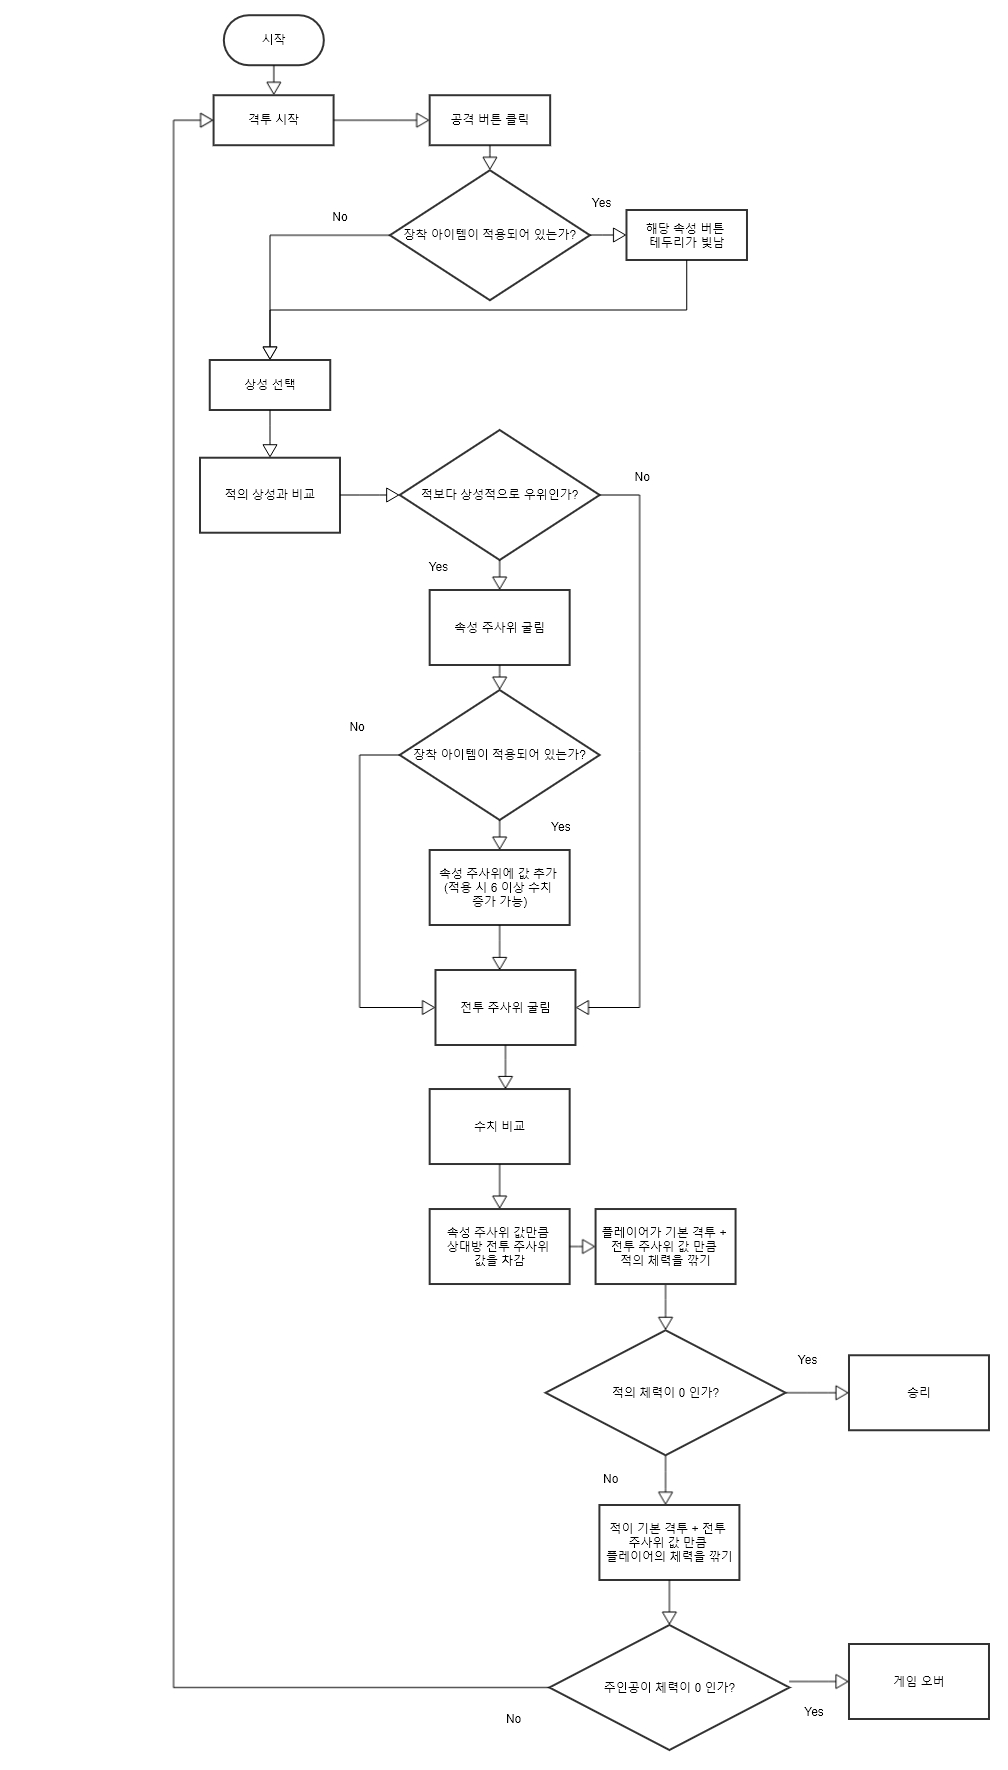 시작
격투 시작
공격 버튼 클릭
No
장착 아이템이 적용되어 있는가?
Yes
해당 속성 버튼
테두리가 빛남
상성 선택
적의 상성과 비교
적보다 상성적으로 우위인가?
No
Yes
속성 주사위 굴림
No
장착 아이템이 적용되어 있는가?
Yes
속성 주사위에 값 추가
(적용 시 6 이상 수치
증가 가능)
전투 주사위 굴림
수치 비교
속성 주사위 값만큼
상대방 전투 주사위
값을 차감
플레이어가 기본 격투 +
전투 주사위 값 만큼
적의 체력을 깎기
적의 체력이 0 인가?
Yes
승리
No
적이 기본 격투 + 전투
주사위 값 만큼
플레이어의 체력을 깎기
주인공이 체력이 0 인가?
게임 오버
Yes
No